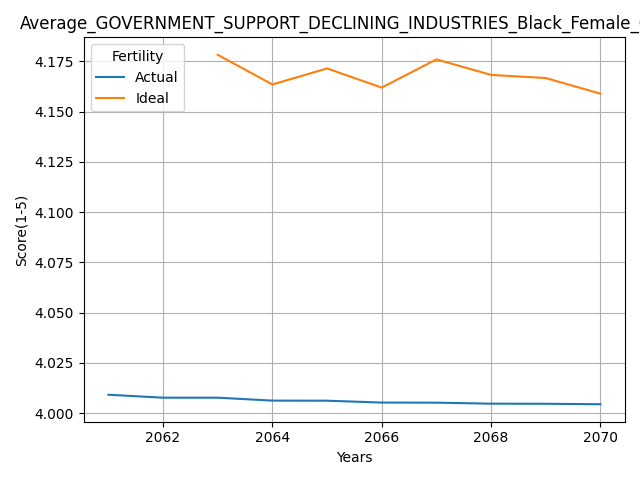 Average_GOVERNMENT_SUPPORT_DECLINING_INDUSTRIES_Black_Female_
Fertility
Actual
Ideal
4.175
4.150
4.125
4.100
4.075
4.050
4.025
4.000
Score(1-5)
2062
2064
2066
2068
2070
Years